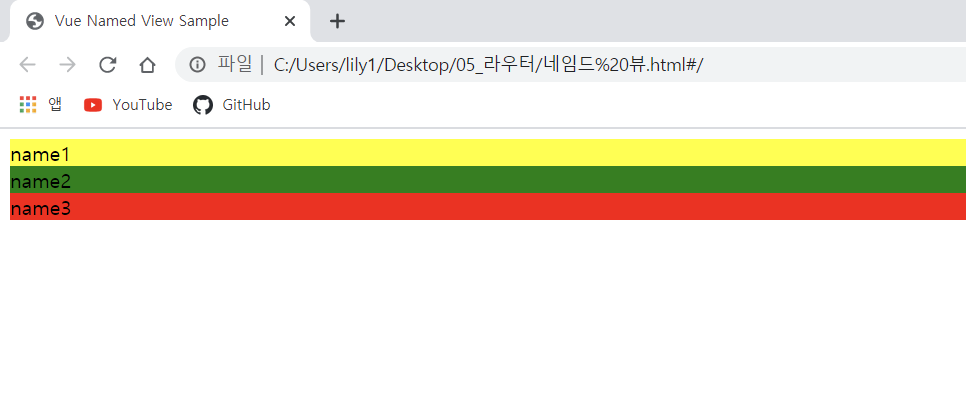 Vue Named View Sample
파일 | C:/Users/lily1/Desktop/05_라우터/네임드%20뷰.html#/
앱 YouTube GitHub
name1
name2
name3